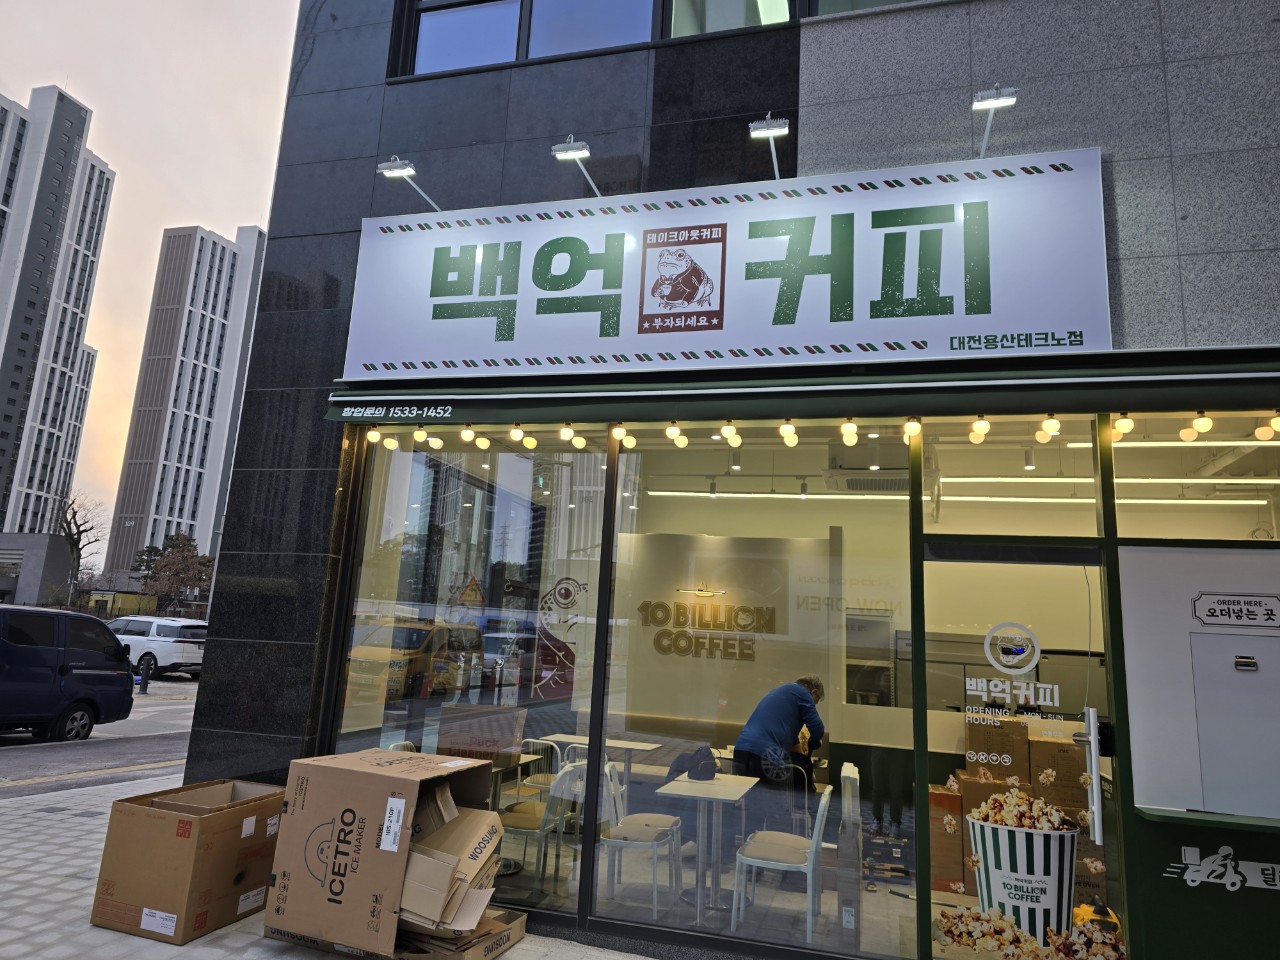 백억
테이크아웃커피
★부자되세요★
커피
대전용산테크노점
창업문의 1533-1452
10 BILLION
COFFEE
NOW OPEN
ORDER HERE
오더넣는 곳
백억커피
OPENING HOURS
MON-SUN
10 BILLION
COFFEE
ICETRO
ICE MAKER
MODEL
WOOSUNG
WOOSUNG